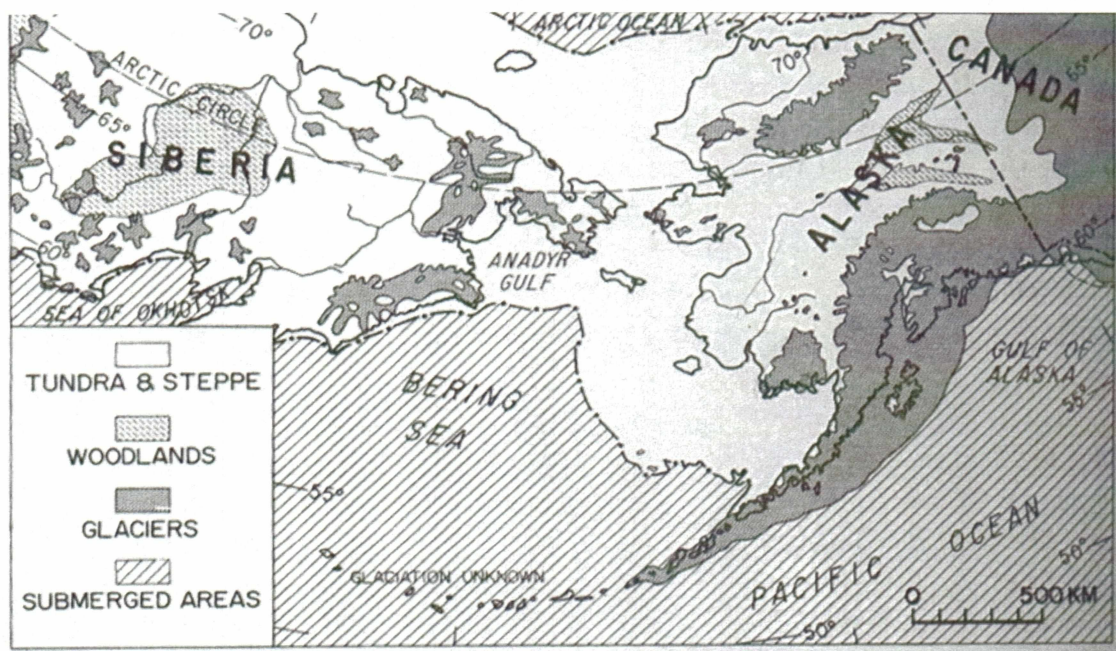 ARCTIC OCEAN
70°
70°
CANADA
65°
ARCTIC CIRCLE
65°
SIBERIA
ALASKA
60°
60°
ANADYR
GULF
SEA OF OKHOTSK
GULF OF
ALASKA
55°
BERING
SEA
TUNDRA & STEPPE
WOODLANDS
GLACIERS
SUBMERGED AREAS
55°
GLACIATION UNKNOWN
PACIFIC OCEAN
50°
50°
0 500 KM